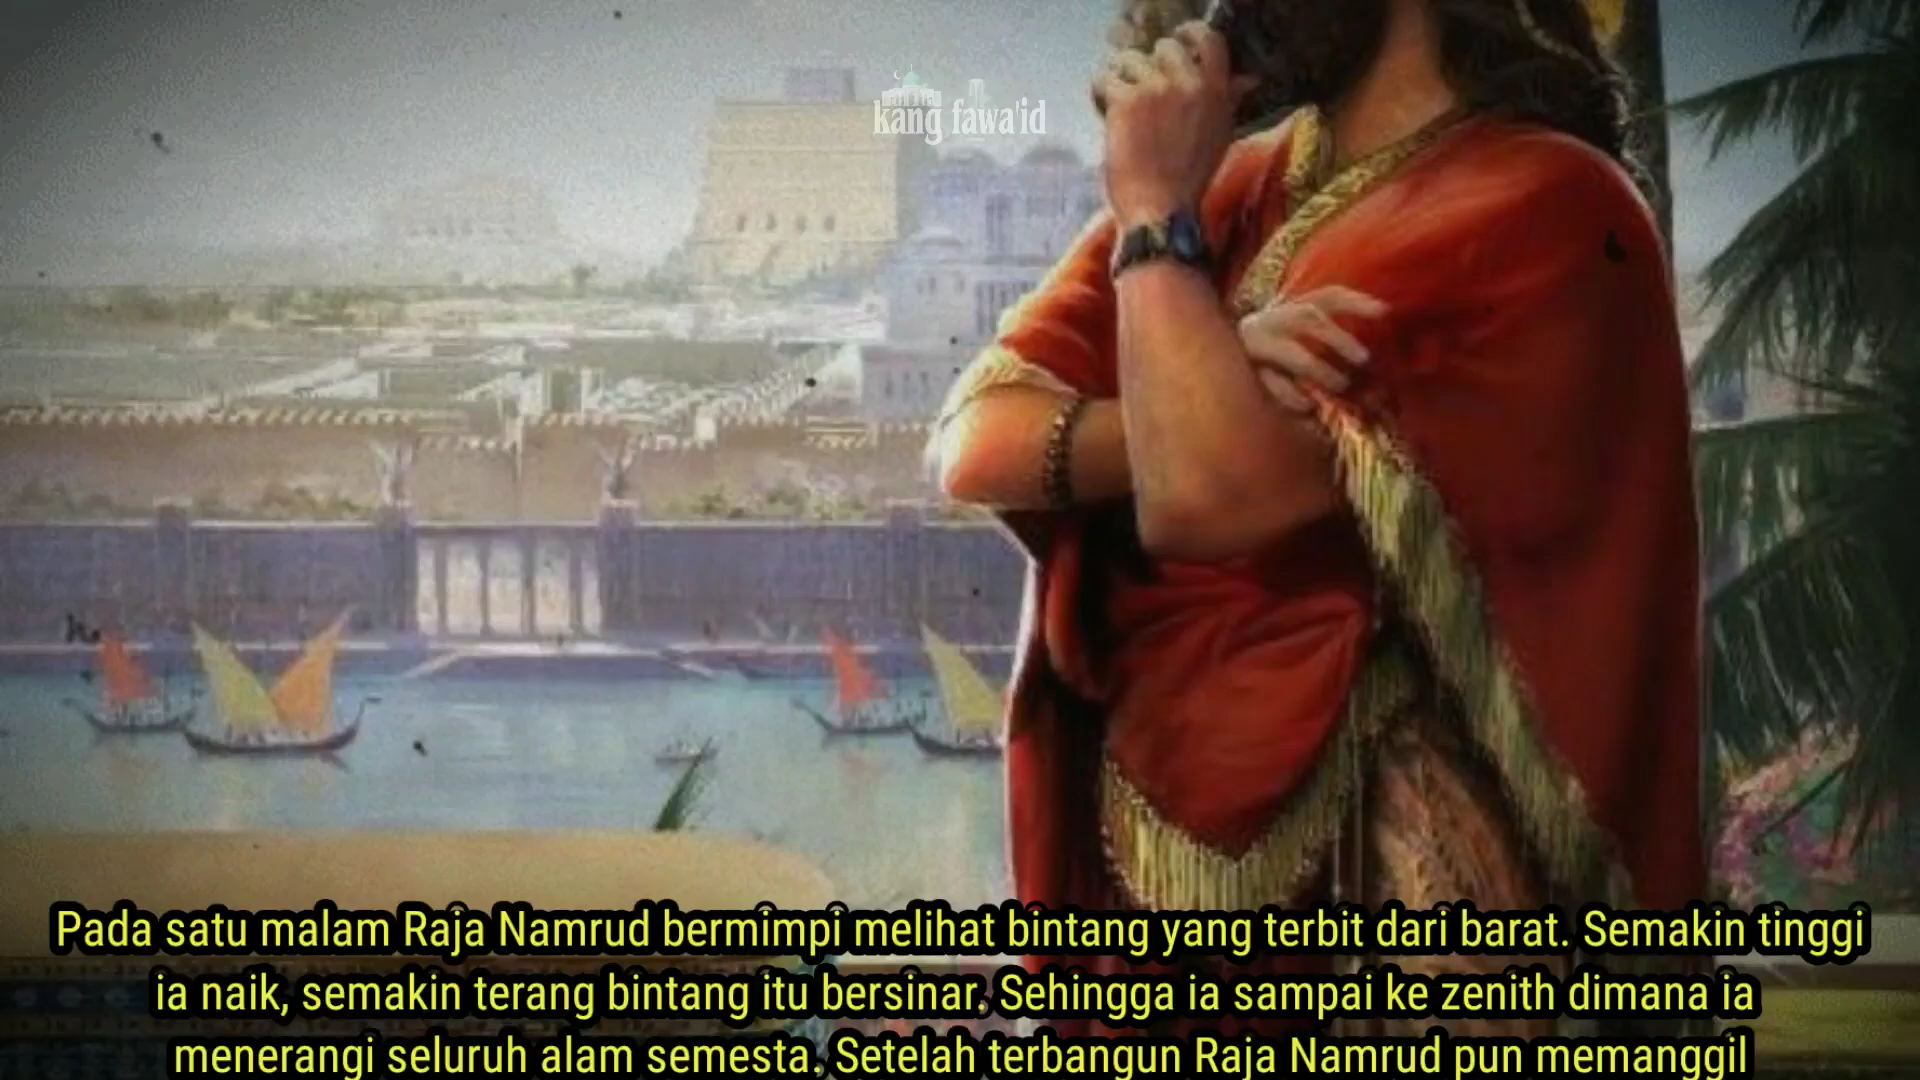 kang fawa'id
Pada satu malam Raja Namrud bermimpi melihat bintang yang terbit dari barat. Semakin tinggi
ia naik, semakin terang bintang itu bersinar. Sehingga ia sampai ke zenith dimana ia
menerangi seluruh alam semesta. Setelah terbangun Raja Namrud pun memanggil